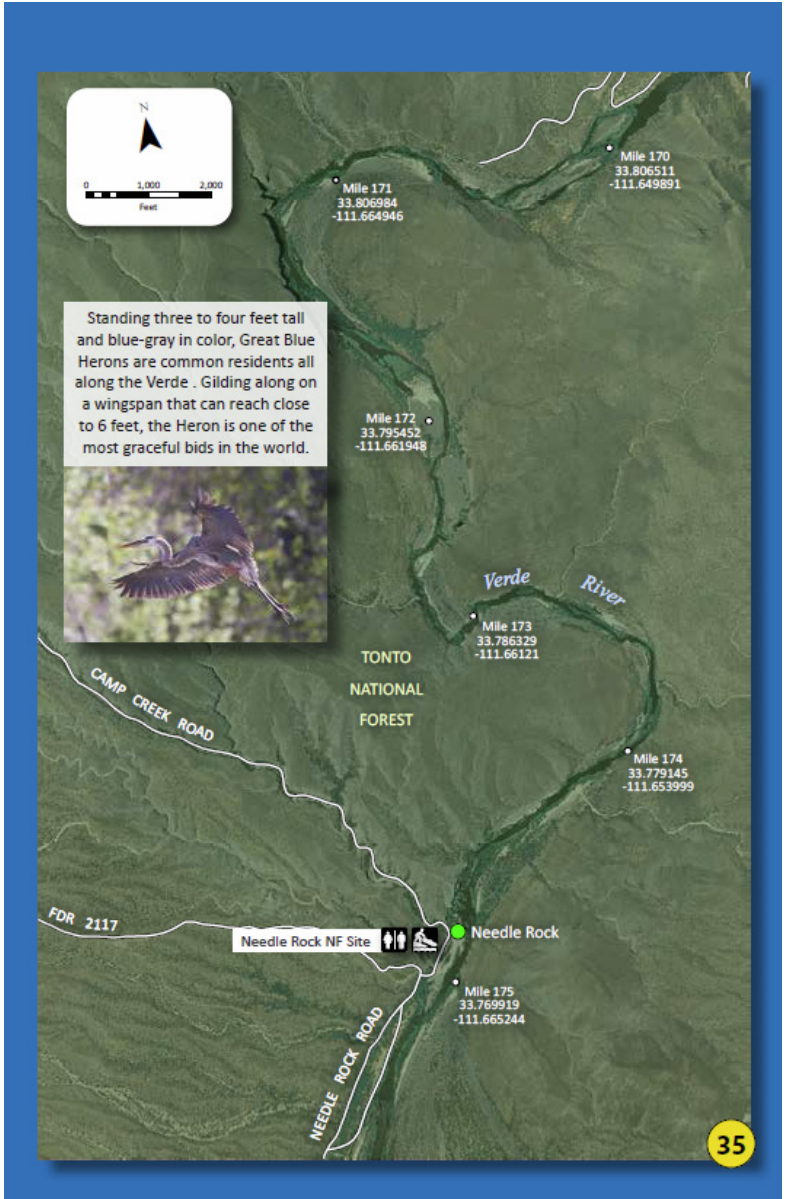 N
0 1,000 2,000
Feet
Mile 170
33.806511
-111.649891
Mile 171
33.806984
-111.664946
Standing three to four feet tall
and blue-gray in color, Great Blue
Herons are common residents all
along the Verde . Gilding along on
a wingspan that can reach close
to 6 feet, the Heron is one of the
most graceful bids in the world.
Mile 172
33.795452
-111.661948
Verde River
Mile 173
33.786329
-111.66121
TONTO
NATIONAL
FOREST
CAMP CREEK ROAD
Mile 174
33.779145
-111.653999
FDR 2117
Needle Rock NF Site
Needle Rock
Mile 175
33.769919
-111.665244
NEEDLE ROCK ROAD
35